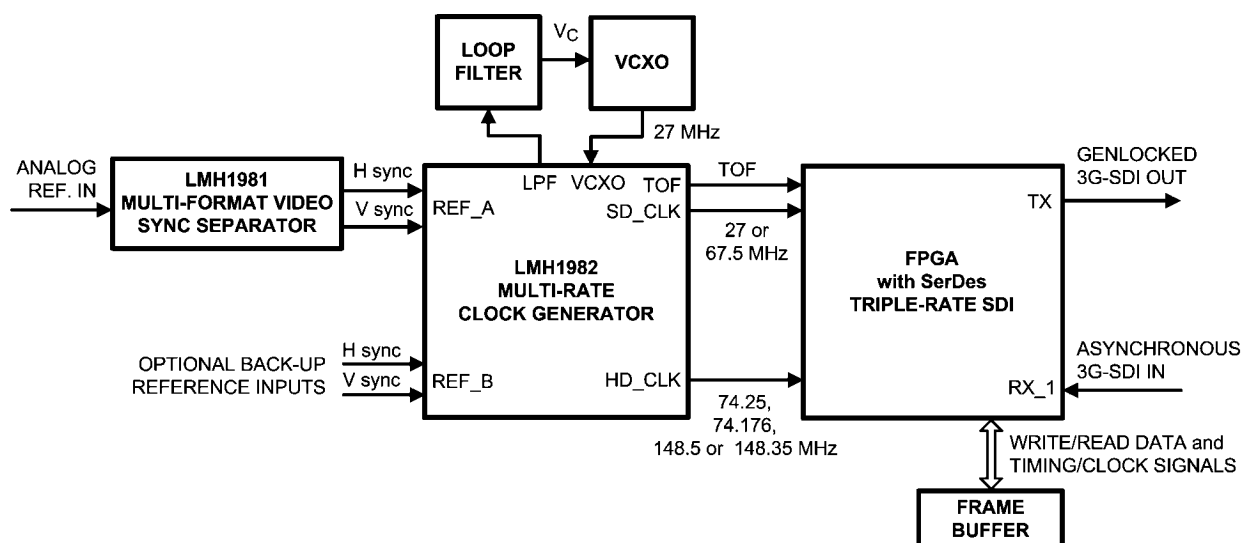 LOOP
FILTER
VC
VCXO
27 MHz
ANALOG
REF. IN
LMH1981
MULTI-FORMAT VIDEO
SYNC SEPARATOR
H sync
V sync
REF_A
LPF
VCXO
TOF
SD_CLK
LMH1982
MULTI-RATE
CLOCK GENERATOR
OPTIONAL BACK-UP
REFERENCE INPUTS
H sync
V sync
REF_B
HD_CLK
TOF
27 or
67.5 MHz
74.25,
74.176,
148.5 or 148.35 MHz
FPGA
with SerDes
TRIPLE-RATE SDI
TX
RX_1
GENLOCKED
3G-SDI OUT
ASYNCHRONOUS
3G-SDI IN
WRITE/READ DATA and
TIMING/CLOCK SIGNALS
FRAME
BUFFER